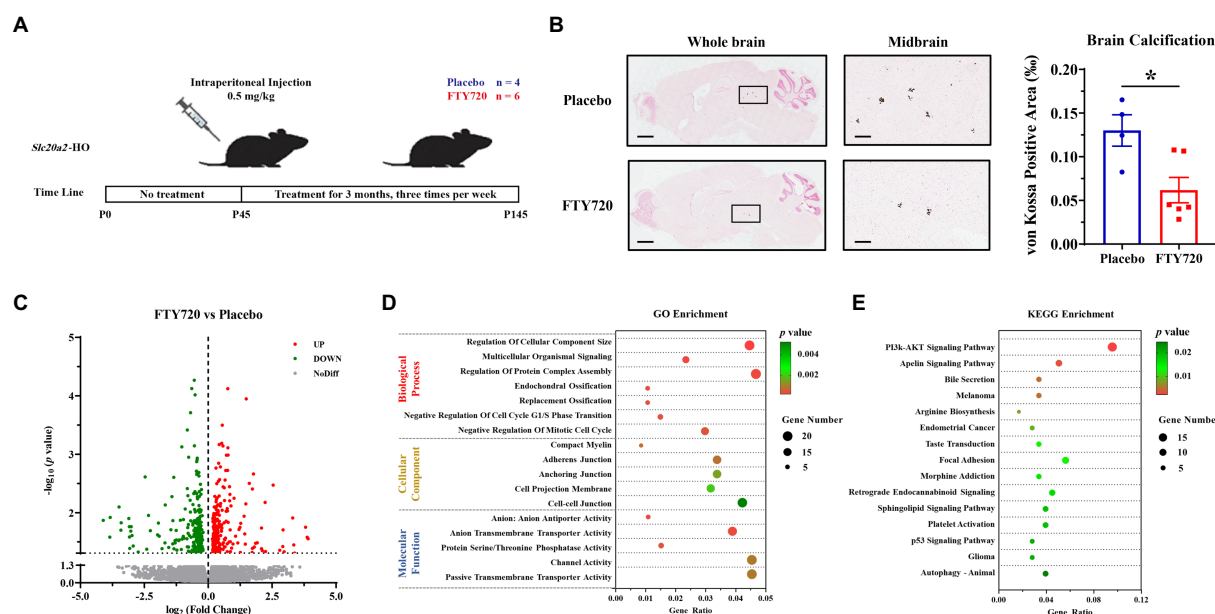 A
Intraperitoneal Injection
0.5 mg/kg
Placebo n = 4
FTY720 n = 6
Slc20a2-HO
Time Line
No treatment
Treatment for 3 months, three times per week
P0
P45
P145
B
Whole brain
Midbrain
Placebo
FTY720
Brain Calcification
von Kossa Positive Area (‰)
0.20
0.15
0.10
0.05
0.00
*
Placebo
FTY720
C
FTY720 vs Placebo
-log10 (p value)
5
4
3
2
1.3
0.0
UP
DOWN
NoDiff
-5.0
-2.5
0.0
2.5
5.0
log2 (Fold Change)
D
GO Enrichment
Biological Process
Regulation Of Cellular Component Size
Multicellular Organismal Signaling
Regulation Of Protein Complex Assembly
Endochondral Ossification
Replacement Ossification
Negative Regulation Of Cell Cycle G1/S Phase Transition
Negative Regulation Of Mitotic Cell Cycle
Cellular Component
Compact Myelin
Adherens Junction
Anchoring Junction
Cell Projection Membrane
Cell-cell Junction
Molecular Function
Anion: Anion Antiporter Activity
Anion Transmembrane Transporter Activity
Protein Serine/Thronine Phosphatase Activity
Channel Activity
Passive Transmembrane Transporter Activity
0.00
0.01
0.02
0.03
0.04
0.05
Gene Ratio
p value
0.004
0.002
Gene Number
20
15
5
E
KEGG Enrichment
PI3k-AKT Signaling Pathway
Apelin Signaling Pathway
Bile Secretion
Melanoma
Arginine Biosynthesis
Endometrial Cancer
Taste Transduction
Focal Adhesion
Morphine Addiction
Retrograde Endocannabinoid Signaling
Sphingolipid Signaling Pathway
Platelet Activation
p53 Signaling Pathway
Glioma
Autophagy - Animal
0.00
0.04
0.08
0.12
Gene Ratio
p value
0.02
0.01
Gene Number
15
10
5